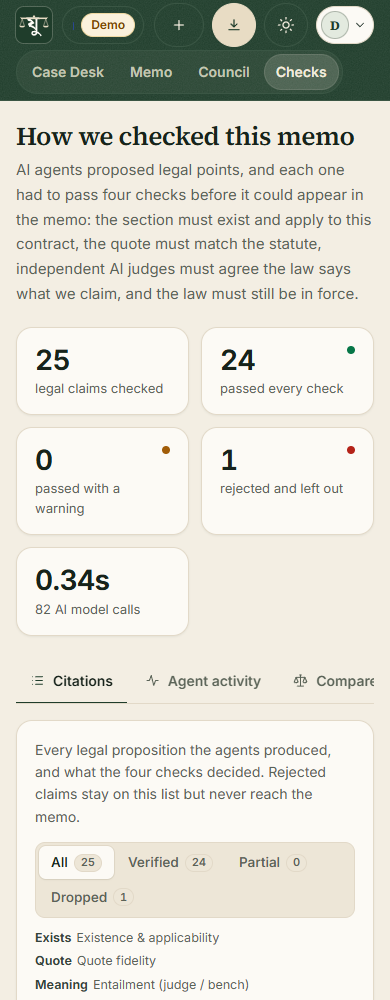 Demo
D
Case Desk Memo Council Checks
How we checked this memo
AI agents proposed legal points, and each one
had to pass four checks before it could appear in
the memo: the section must exist and apply to this
contract, the quote must match the statute,
independent AI judges must agree the law says
what we claim, and the law must still be in force.
25
legal claims checked
24
passed every check
0
passed with a
warning
1
rejected and left out
0.34s
82 AI model calls
Citations Agent activity Compare
Every legal proposition the agents produced,
and what the four checks decided. Rejected
claims stay on this list but never reach the
memo.
All 25 Verified 24 Partial 0
Dropped 1
Exists Existence & applicability
Quote Quote fidelity
Meaning Entailment (judge / bench)